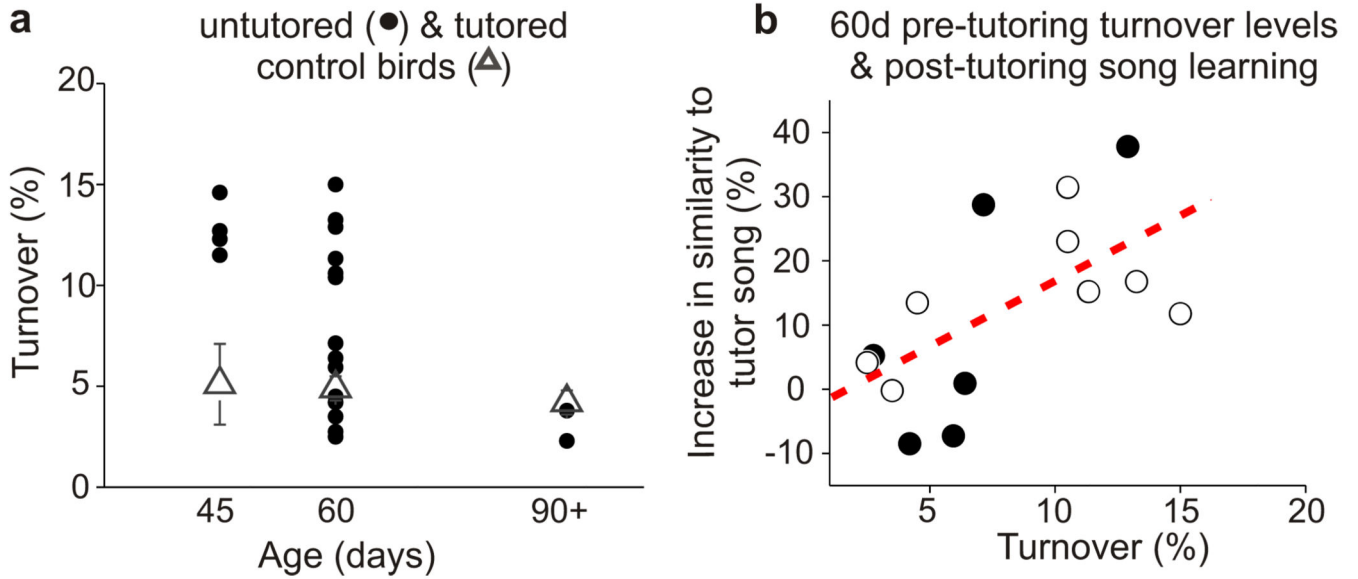 a
untutored (●) & tutored
control birds (△)
20
15
10
5
0
Turnover (%)
45 60 90+
Age (days)
b
60d pre-tutoring turnover levels
& post-tutoring song learning
Increase in similarity to
tutor song (%)
40
30
20
10
0
-10
5 10 15 20
Turnover (%)